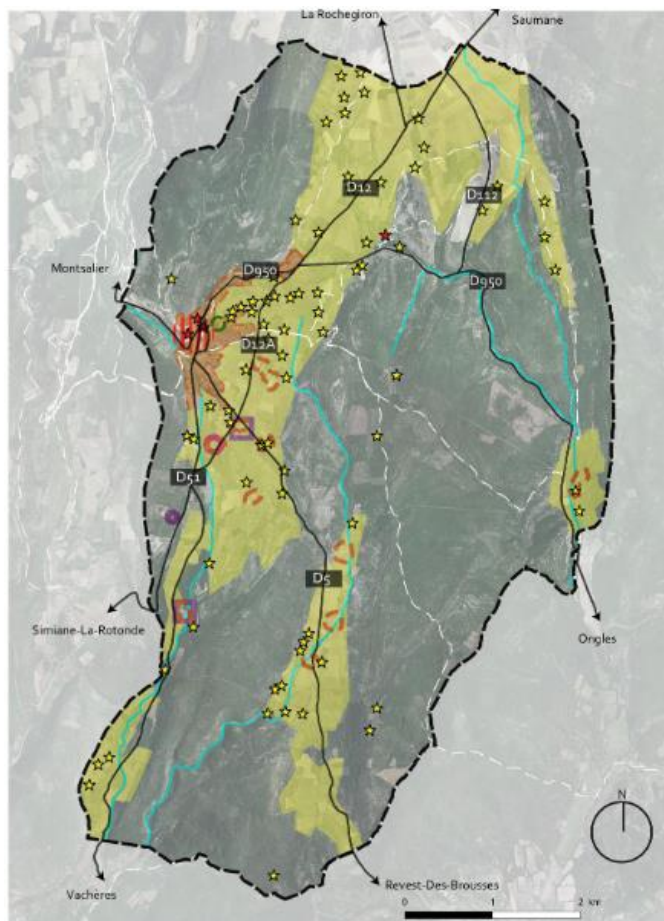 La Rochegiron
Saumane
D12
D112
Montsalier
D950
D950
D12A
D51
D5
Simiane-La-Rotonde
Ongles
N
Vachères
Revest-Des-Brousses
0 1 2 km